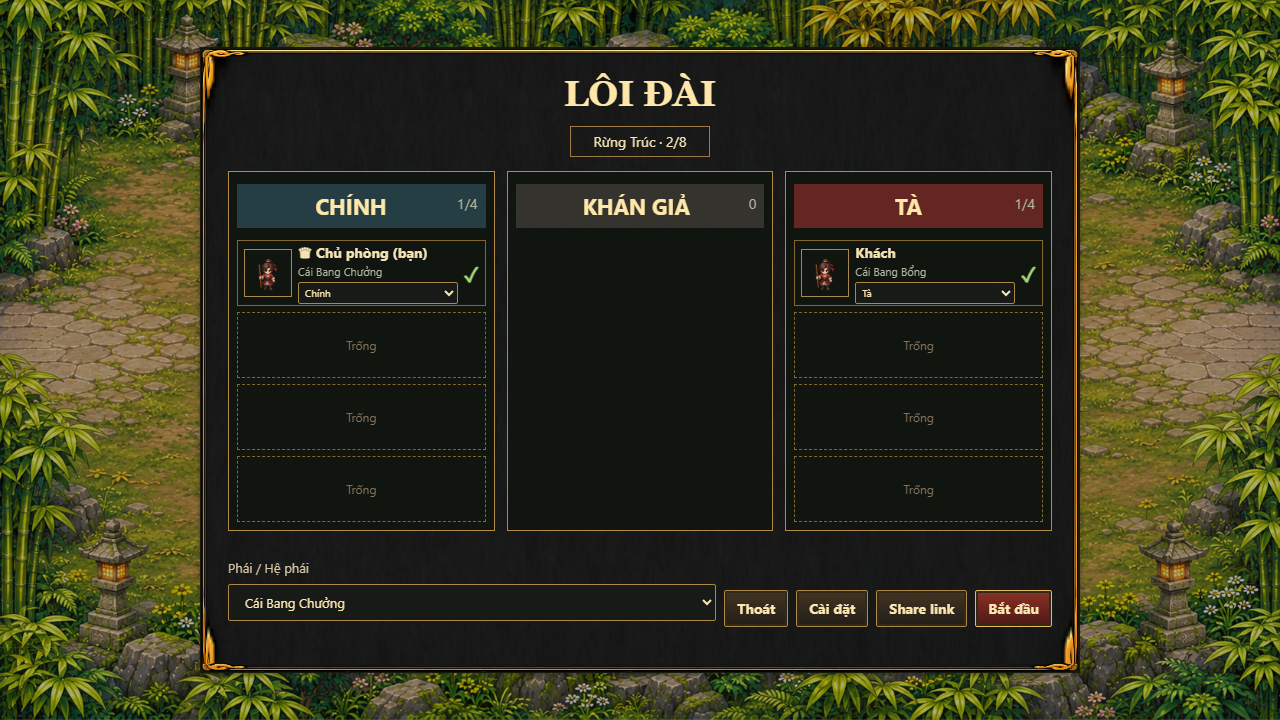 LÔI ĐÀI
Rừng Trúc · 2/8
CHÍNH 1/4
♛ Chủ phòng (bạn)
Cái Bang Chưởng
Chính
Trống
Trống
Trống
KHÁN GIẢ 0
TÀ 1/4
Khách
Cái Bang Bổng
Tà
Trống
Trống
Trống
Phái / Hệ phái
Cái Bang Chưởng
Thoát
Cài đặt
Share link
Bắt đầu